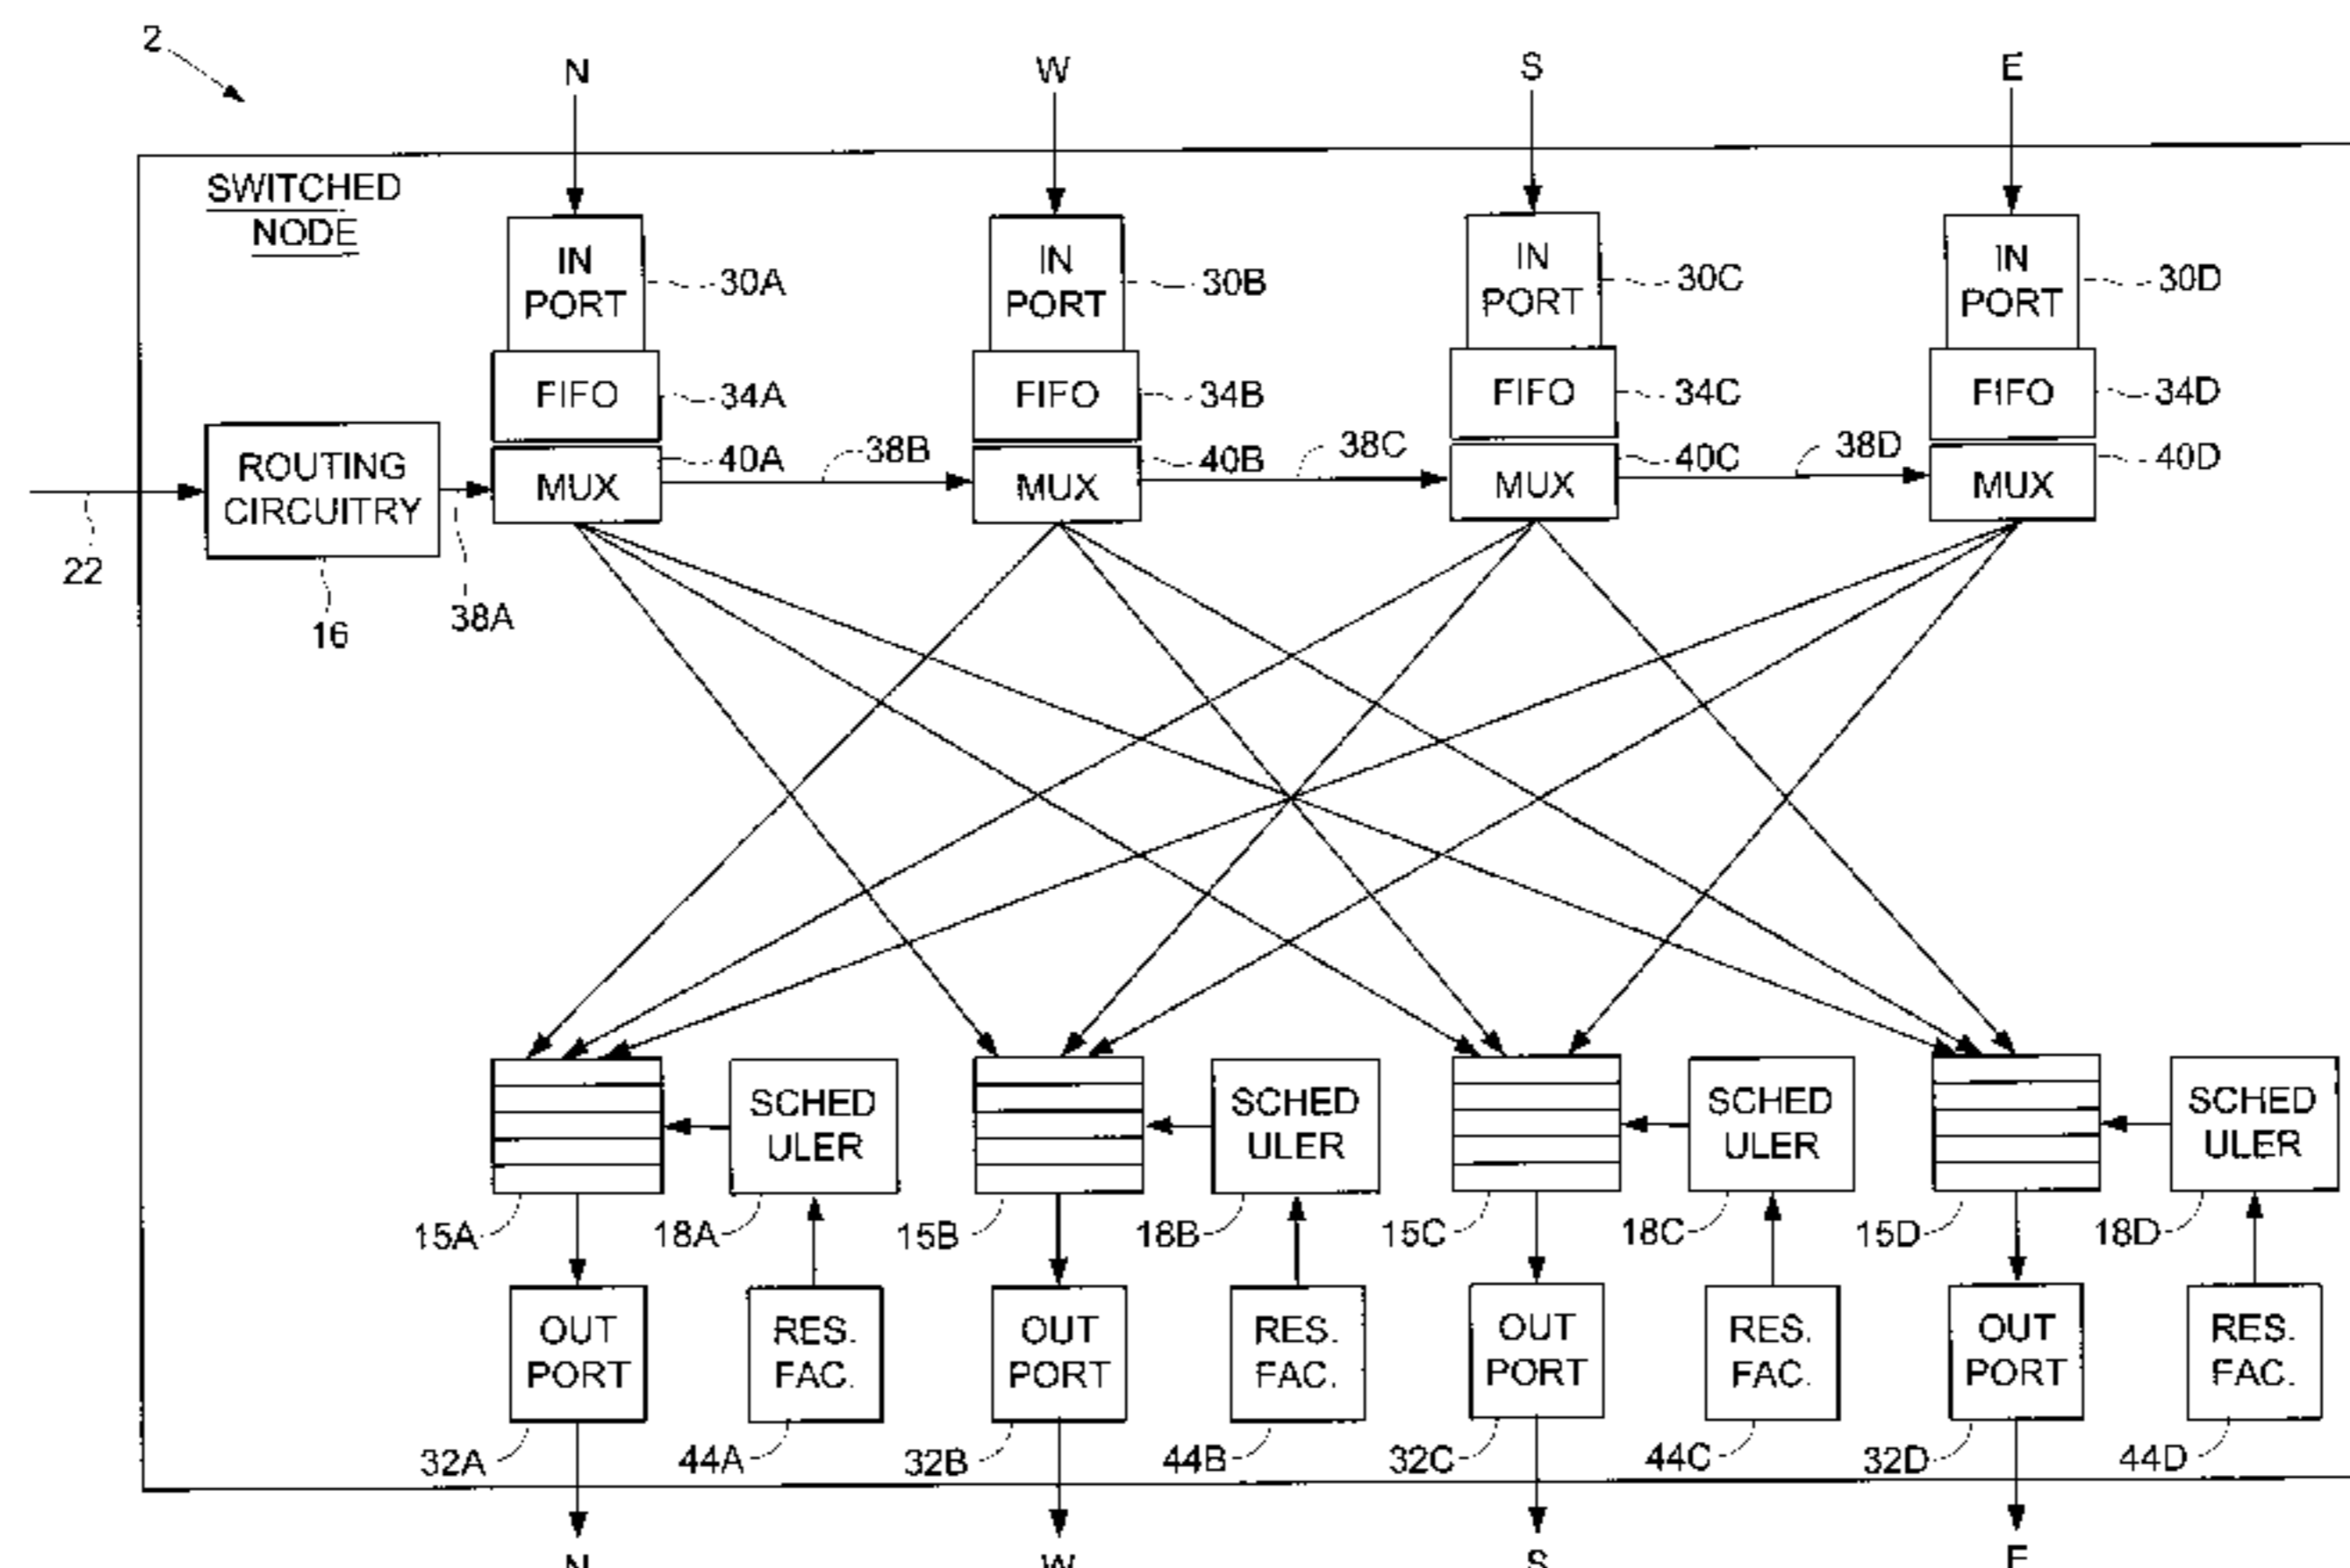 2
N
W
S
E
SWITCHED
NODE
IN
PORT
30A
IN
PORT
30B
IN
PORT
30C
IN
PORT
30D
FIFO
34A
FIFO
34B
FIFO
34C
FIFO
34D
ROUTING
CIRCUITRY
MUX
40A
38B
MUX
40B
38C
MUX
40C
38D
MUX
40D
22
16
38A
SCHED
ULER
SCHED
ULER
SCHED
ULER
SCHED
ULER
15A
18A
15B
18B
15C
18C
15D
18D
OUT
PORT
RES.
FAC.
OUT
PORT
RES.
FAC.
OUT
PORT
RES.
FAC.
OUT
PORT
RES.
FAC.
32A
44A
32B
44B
32C
44C
32D
44D
N
W
S
E